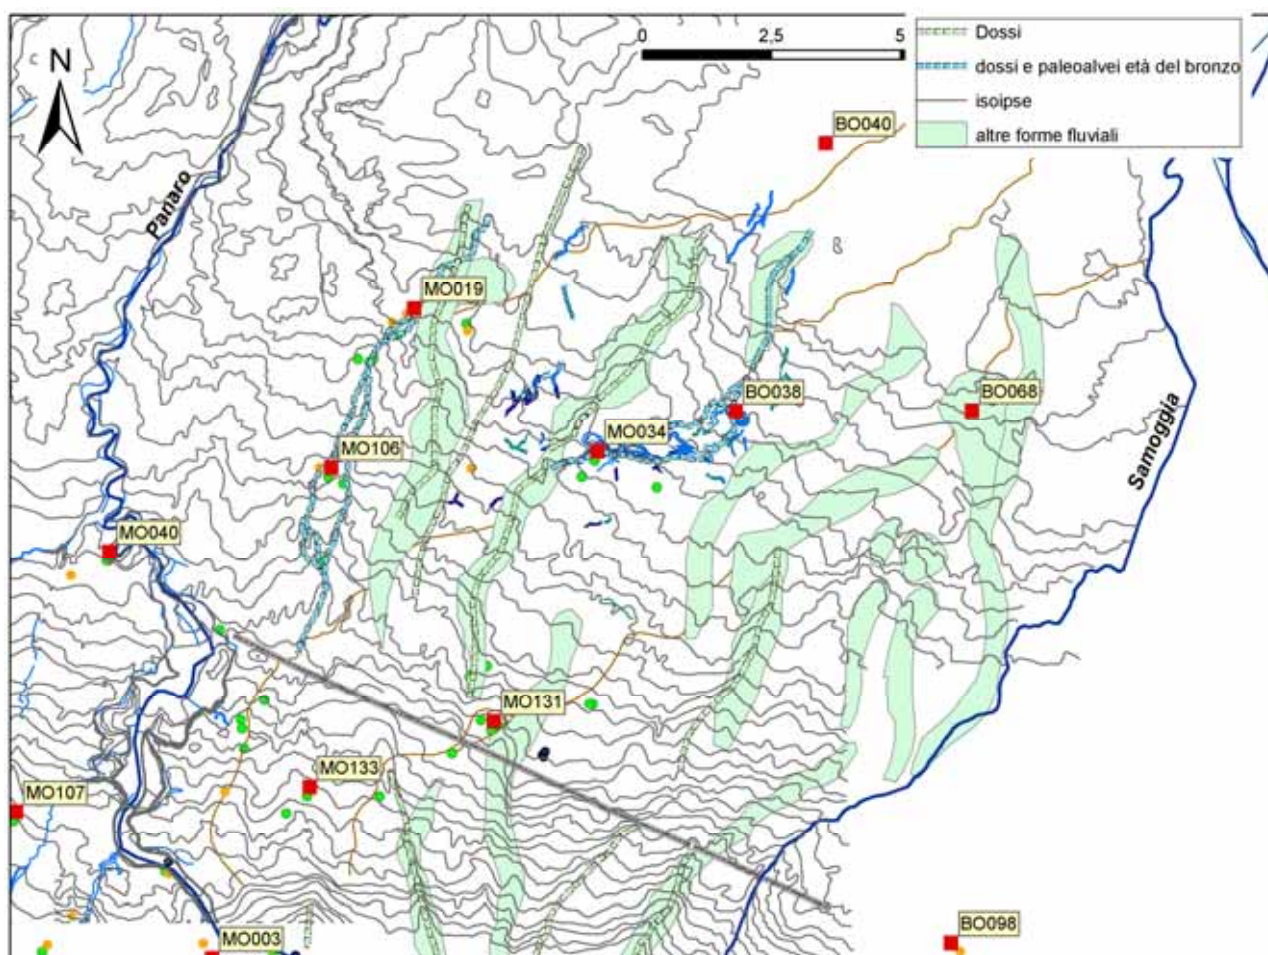 N
0 2,5 5
Dossi
dossi e paleoalvei età del bronzo
isoipse
altre forme fluviali
BO040
Panaro
MO019
BO038
BO068
MO034
MO106
Samoggia
MO040
MO131
MO133
MO107
MO003
BO098